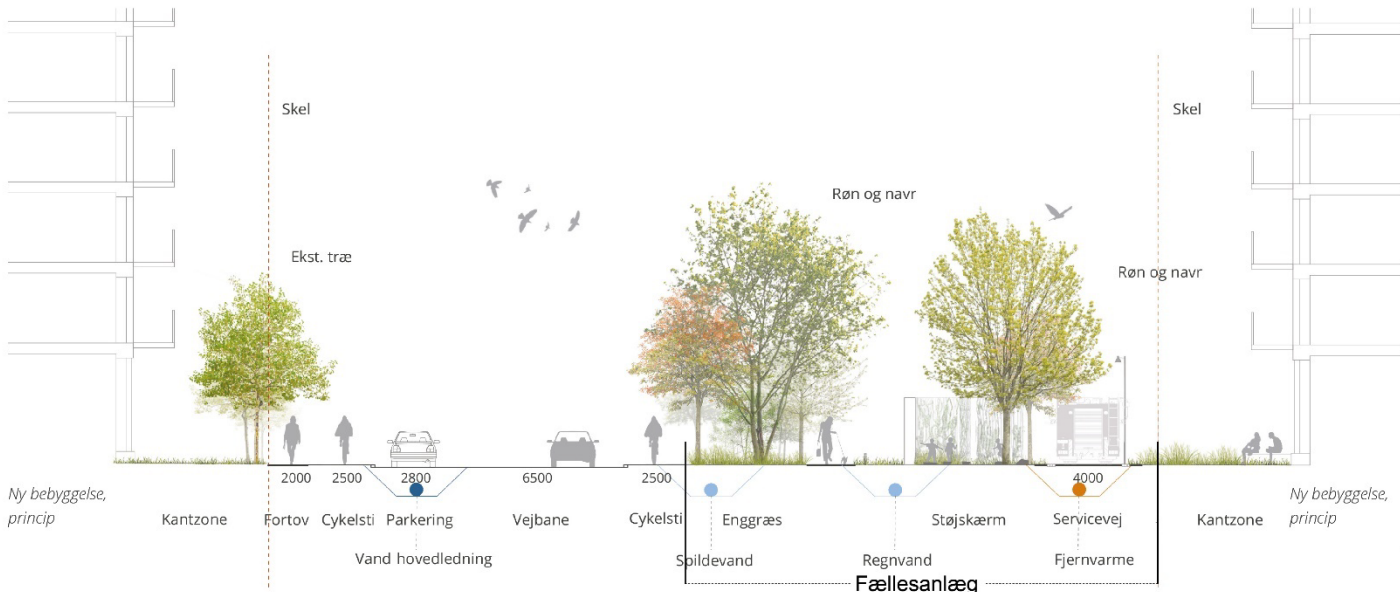 Skel
Skel
Røn og navr
Ekst. træ
Røn og navr
2000
2500
2800
6500
2500
4000
Ny bebyggelse,
princip
Kantzone
Fortov
Cykelsti
Parkering
Vejbane
Cykelsti
Enggræs
Støjskærm
Servicevej
Kantzone
Ny bebyggelse,
princip
Vand hovedledning
Spildevand
Regnvand
Fjernvarme
Fællesanlæg